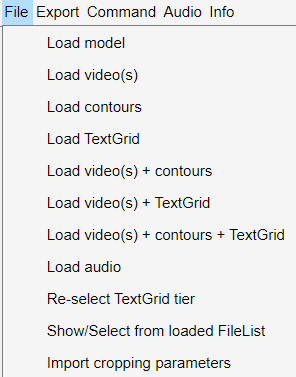 File Export Command Audio Info
Load model
Load video(s)
Load contours
Load TextGrid
Load video(s) + contours
Load video(s) + TextGrid
Load video(s) + contours + TextGrid
Load audio
Re-select TextGrid tier
Show/Select from loaded FileList
Import cropping parameters